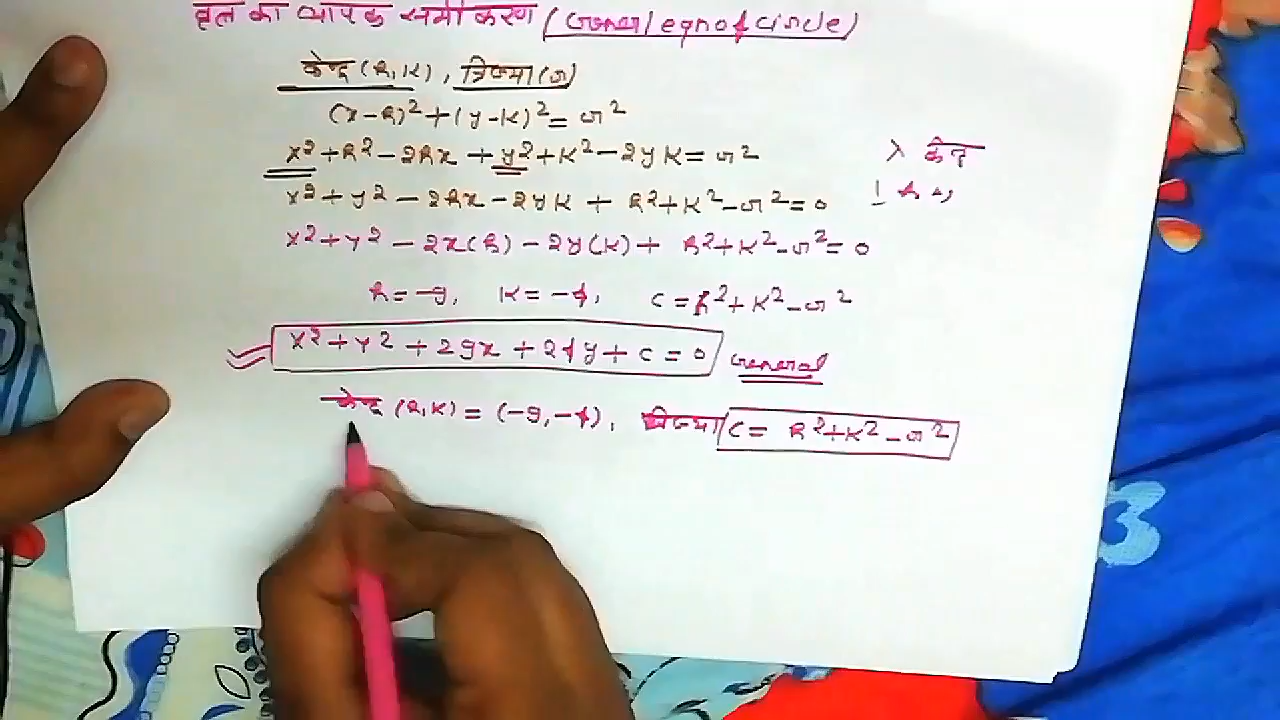 वृत का व्यापक समीकरण (General eqn of circle)
केन्द्र (h, K), त्रिज्या (r)
(x-h)²+(y-K)²= r²
x²+h²-2hx+y²+K²-2yK=r²
x²+y²-2hx-2yK+h²+K²-r²=0
x²+y²-2x(h)-2y(K)+h²+K²-r²=0
h=-g, K=-f, c=h²+K²-r²
x²+y²+2gx+2fy+c=0 General
केन्द्र (h,K)=(-g,-f), त्रिज्या c= h²+K²-r²